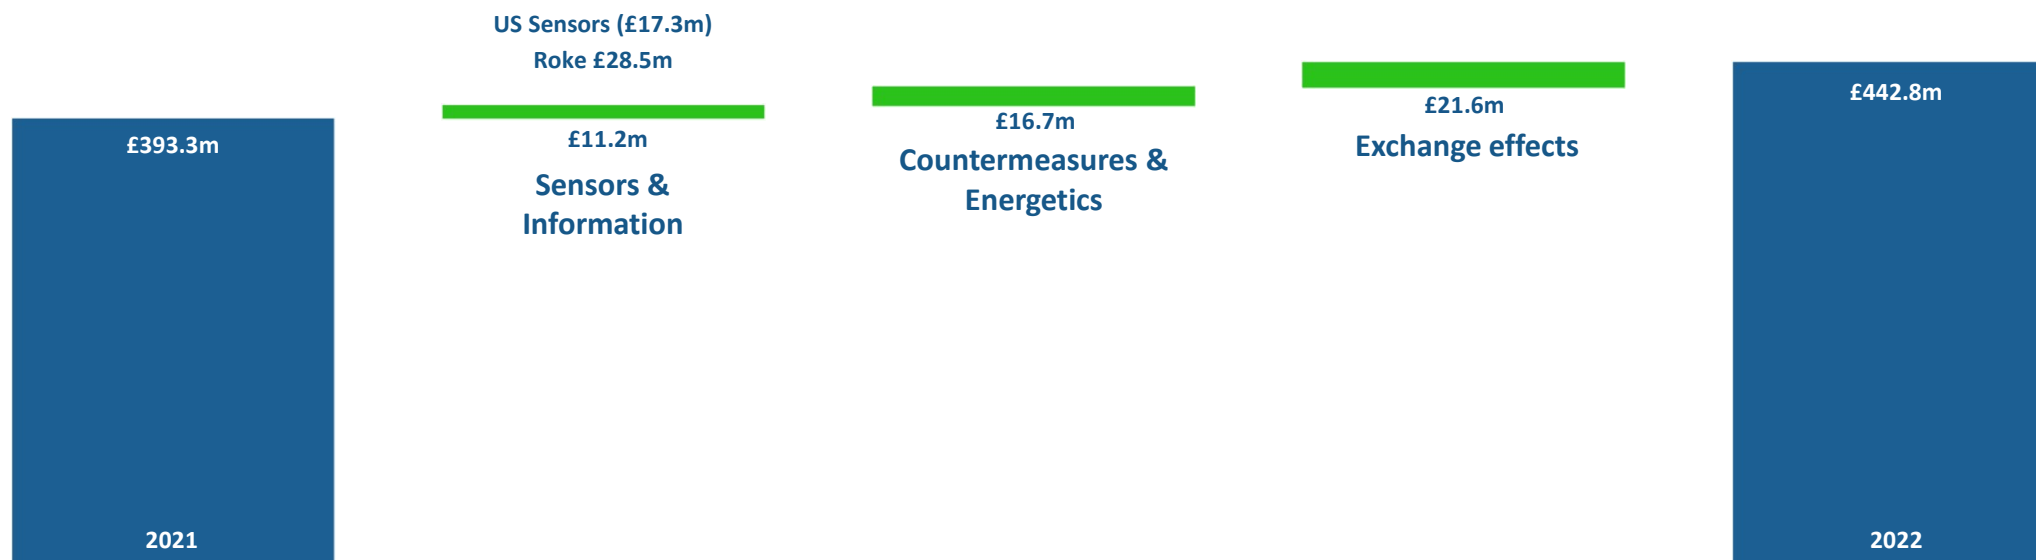 US Sensors (£17.3m)
Roke £28.5m
£393.3m
£11.2m
Sensors &
Information
£16.7m
Countermeasures &
Energetics
£21.6m
Exchange effects
£442.8m
2021
2022